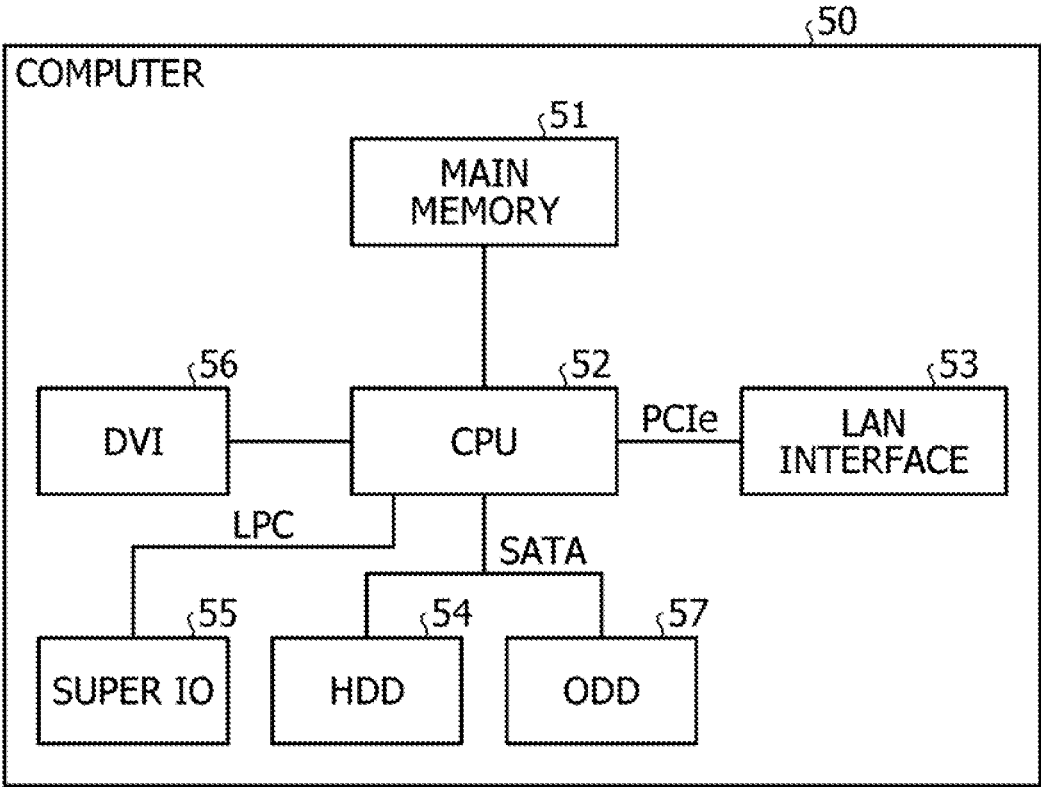 50
COMPUTER
51
MAIN
MEMORY
56
52
53
DVI
CPU
PCIe
LAN
INTERFACE
LPC
SATA
55
54
57
SUPER IO
HDD
ODD